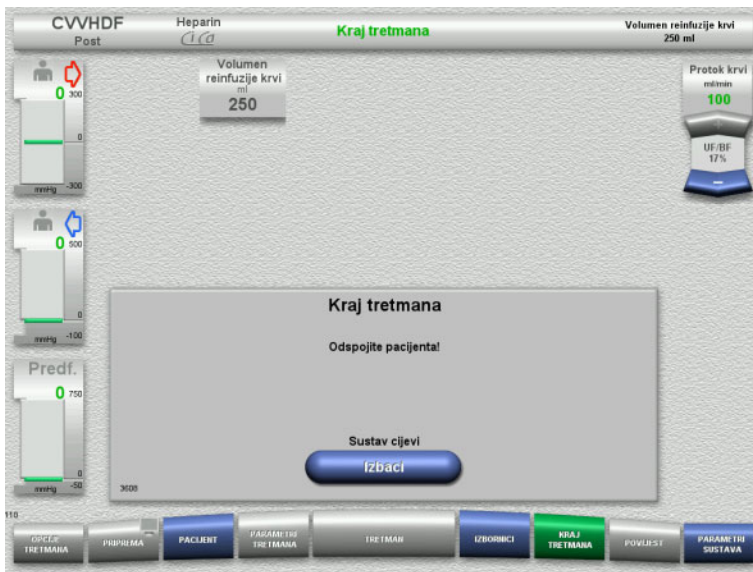 CVVHDF
Post
Heparin
Ci Ca
Kraj tretmana
Volumen reinfuzije krvi
250 ml
0 300
0
mmHg -300
Volumen
reinfuzije krvi
ml
250
Protok krvi
ml/min
100
UF/BF
17%
0 500
0
mmHg -100
Predf.
0 750
0
mmHg -50
Kraj tretmana
Odspojite pacijenta!
Sustav cijevi
Izbaci
3608
110
OPCIJE
TRETMANA
PRIPREMA
PACIJENT
PARAMETRI
TRETMANA
TRETMAN
IZBORNICI
KRAJ
TRETMANA
POVIJEST
PARAMETRI
SUSTAVA